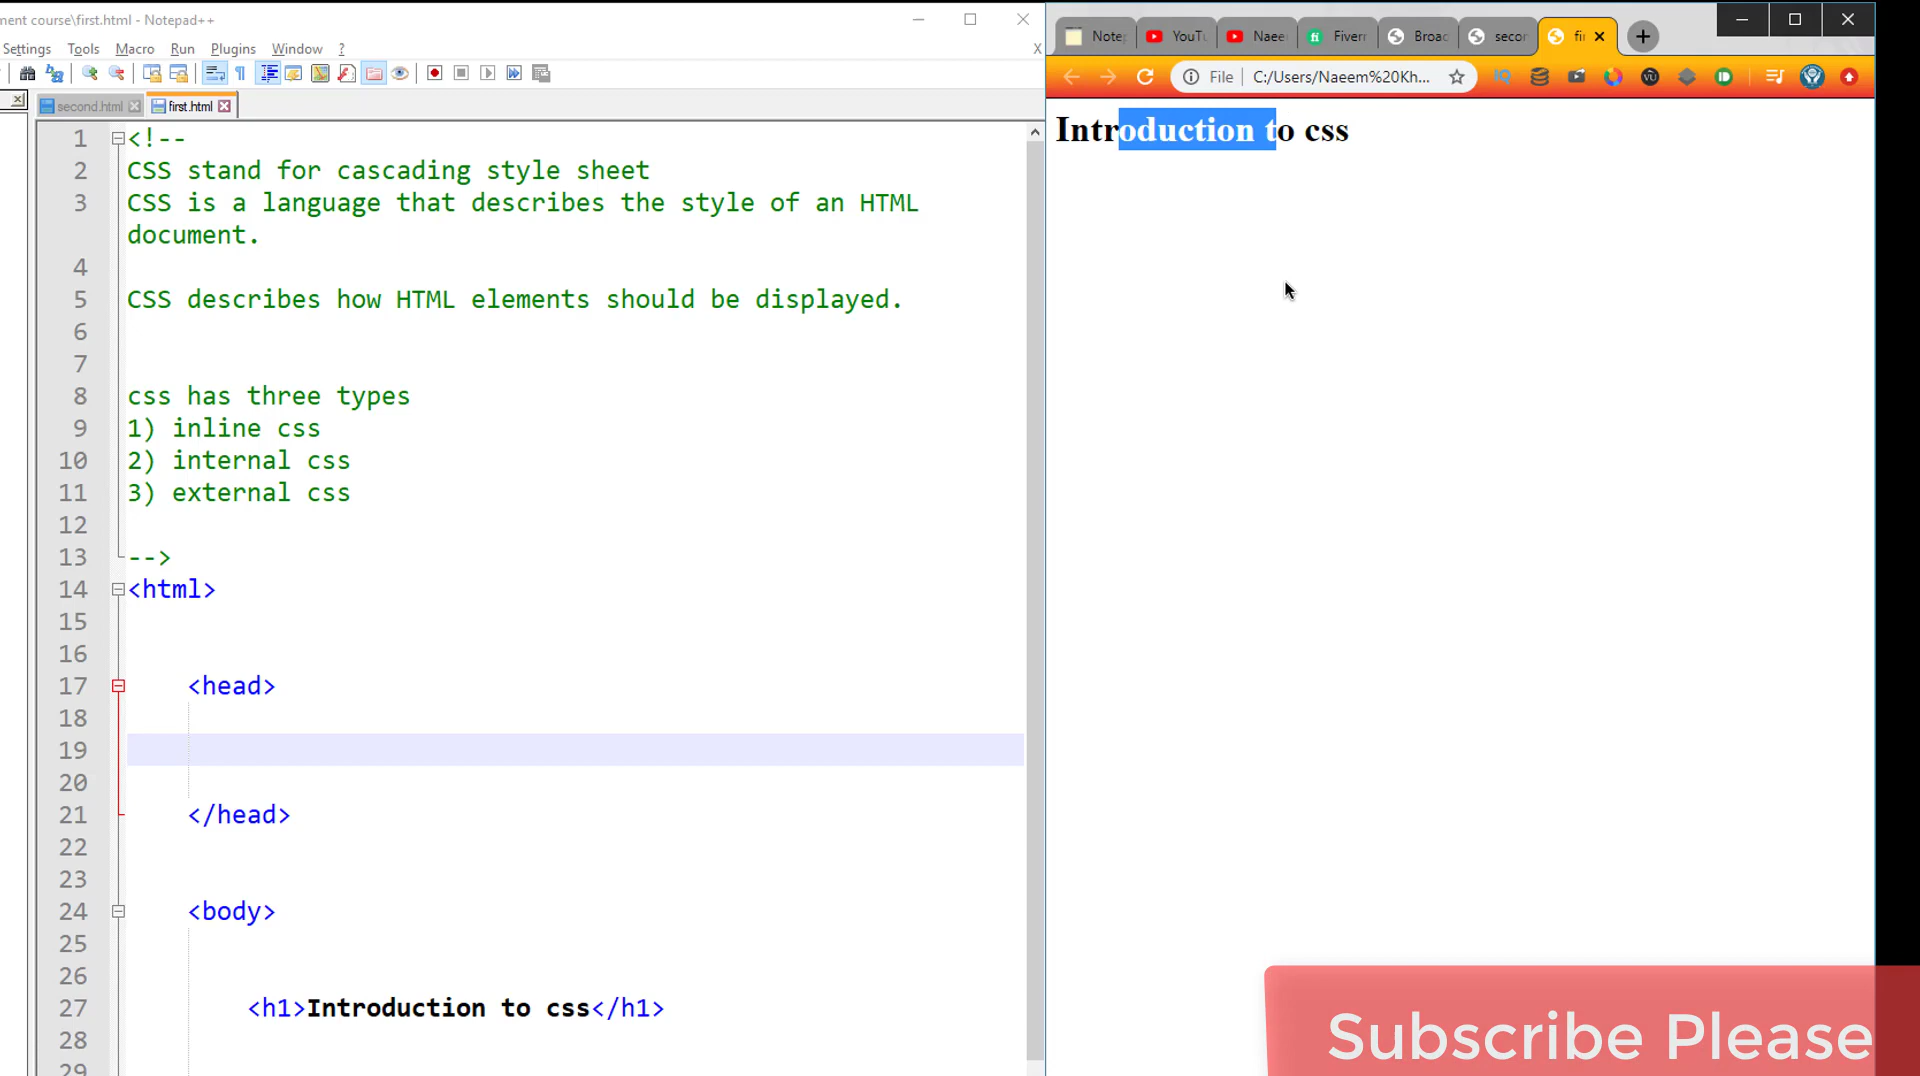 ment course\first.html - Notepad++
Settings Tools Macro Run Plugins Window ? X
second.html first.html
1 <!--
2 CSS stand for cascading style sheet
3 CSS is a language that describes the style of an HTML
document.
4
5 CSS describes how HTML elements should be displayed.
6
7
8 css has three types
9 1) inline css
10 2) internal css
11 3) external css
12
13 -->
14 <html>
15
16
17 <head>
18
19
20
21 </head>
22
23
24 <body>
25
26
27 <h1>Introduction to css</h1>
28
29
Notep YouTu Naee Fiverr Broad secor fir
File C:/Users/Naeem%20Kh...
Introduction to css
Subscribe Please